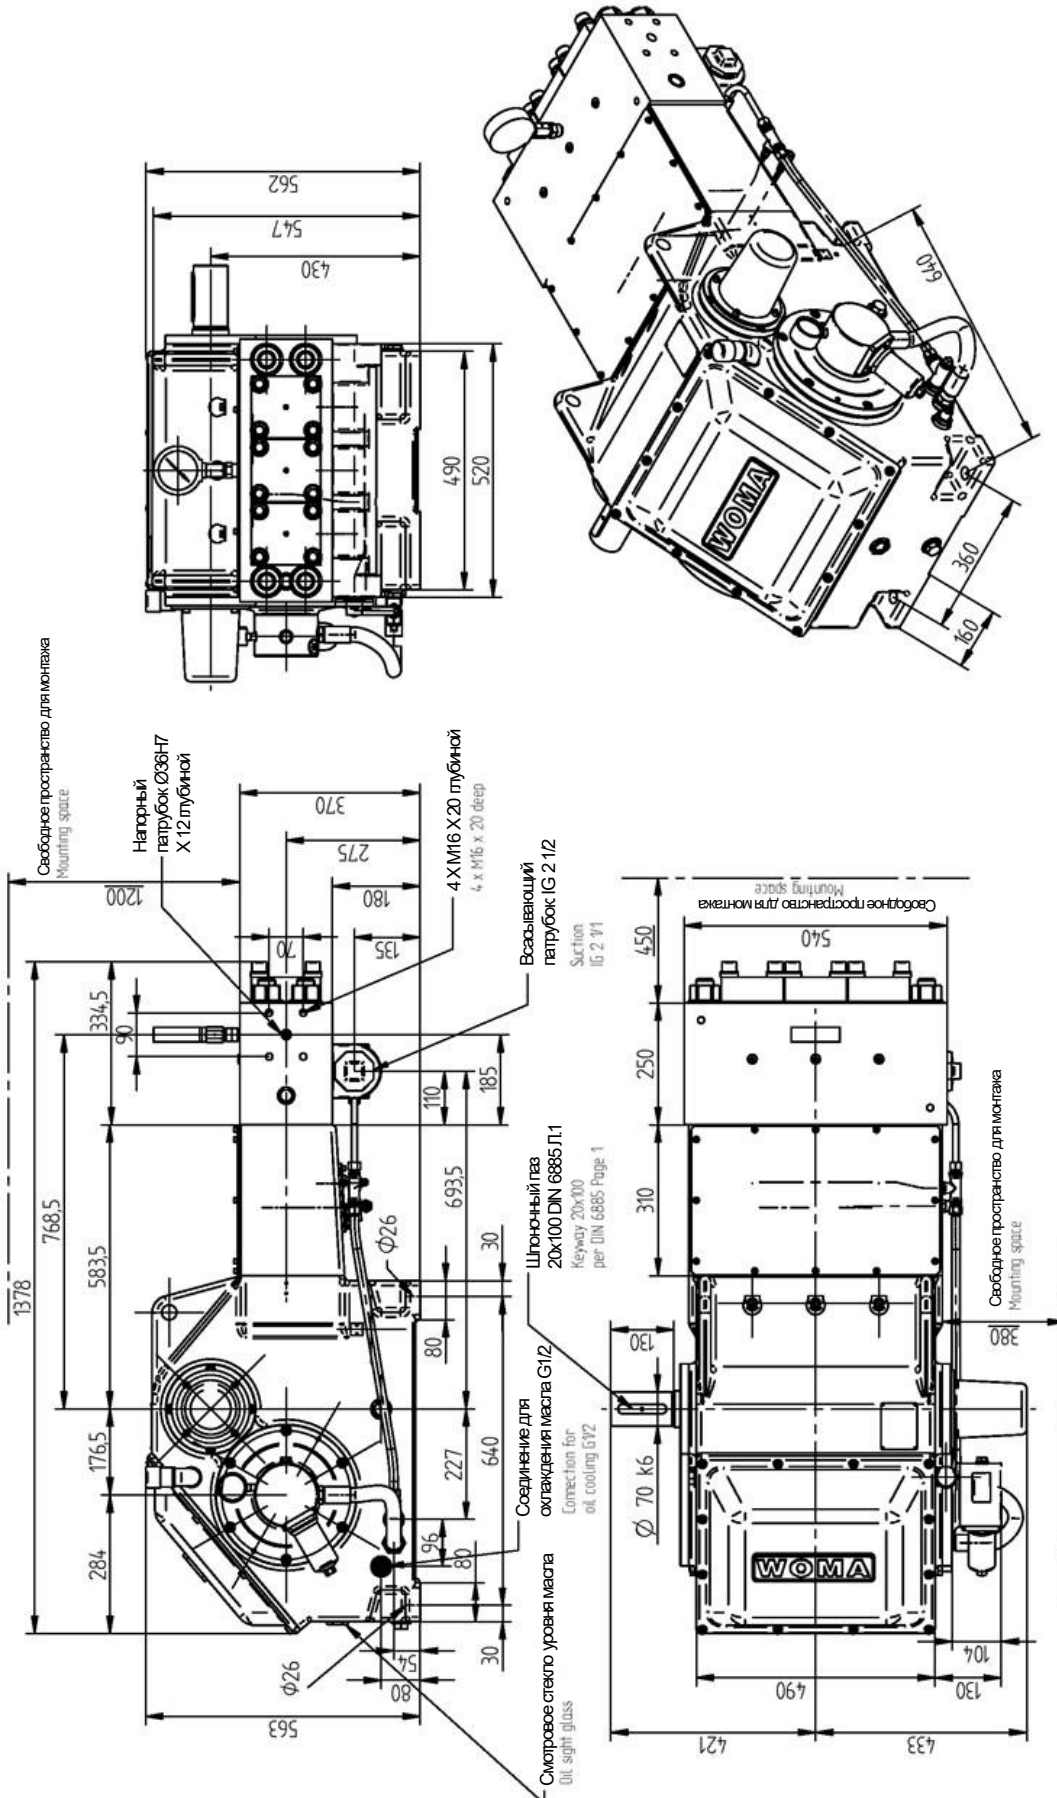 562
547
430
490
520
640
360
160
WOMA
Свободное пространство для монтажа
Mounting space
1200
Напорный
патрубок Ø36H7
X 12 глубиной
370
275
180
135
70
4 X M16 X 20 глубиной
4 x M16 x 20 deep
Всасывающий
патрубок IG 2 1/2
Suction
IG 2 1/1
1378
334,5
90
768,5
583,5
176,5
284
185
110
693,5
30
Ф26
80
640
227
96
80
30
54
80
Ф26
563
Шпоночный паз
20x100 DIN 6885 Л.1
Keyway 20x100
per DIN 6885 Page 1
Соединение для
охлаждения масла G1/2
Connection for
oil cooling G1/2
Смотровое стекло уровня масла
Oil sight glass
Свободное пространство для монтажа
Mounting space
450
540
250
310
Свободное пространство для монтажа
Mounting space
380
130
Ø 70 k6
WOMA
104
130
490
421
433